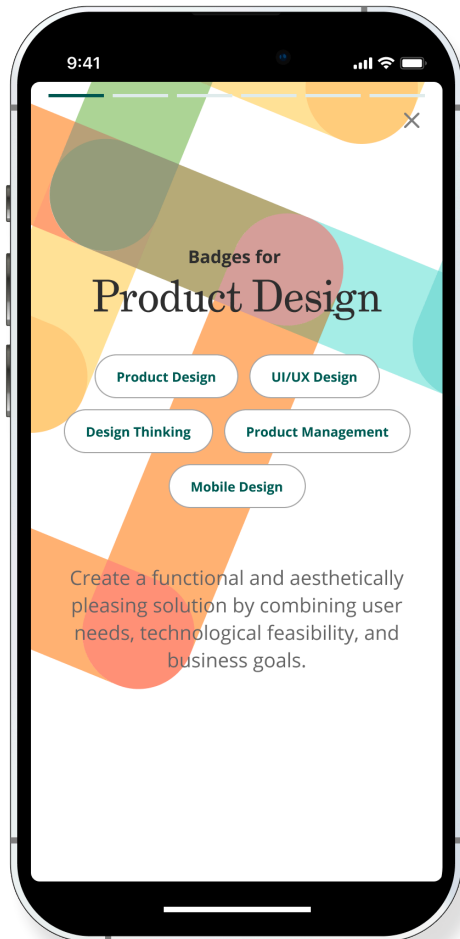 9:41
Badges for
Product Design
Product Design
UI/UX Design
Design Thinking
Product Management
Mobile Design
Create a functional and aesthetically
pleasing solution by combining user
needs, technological feasibility, and
business goals.